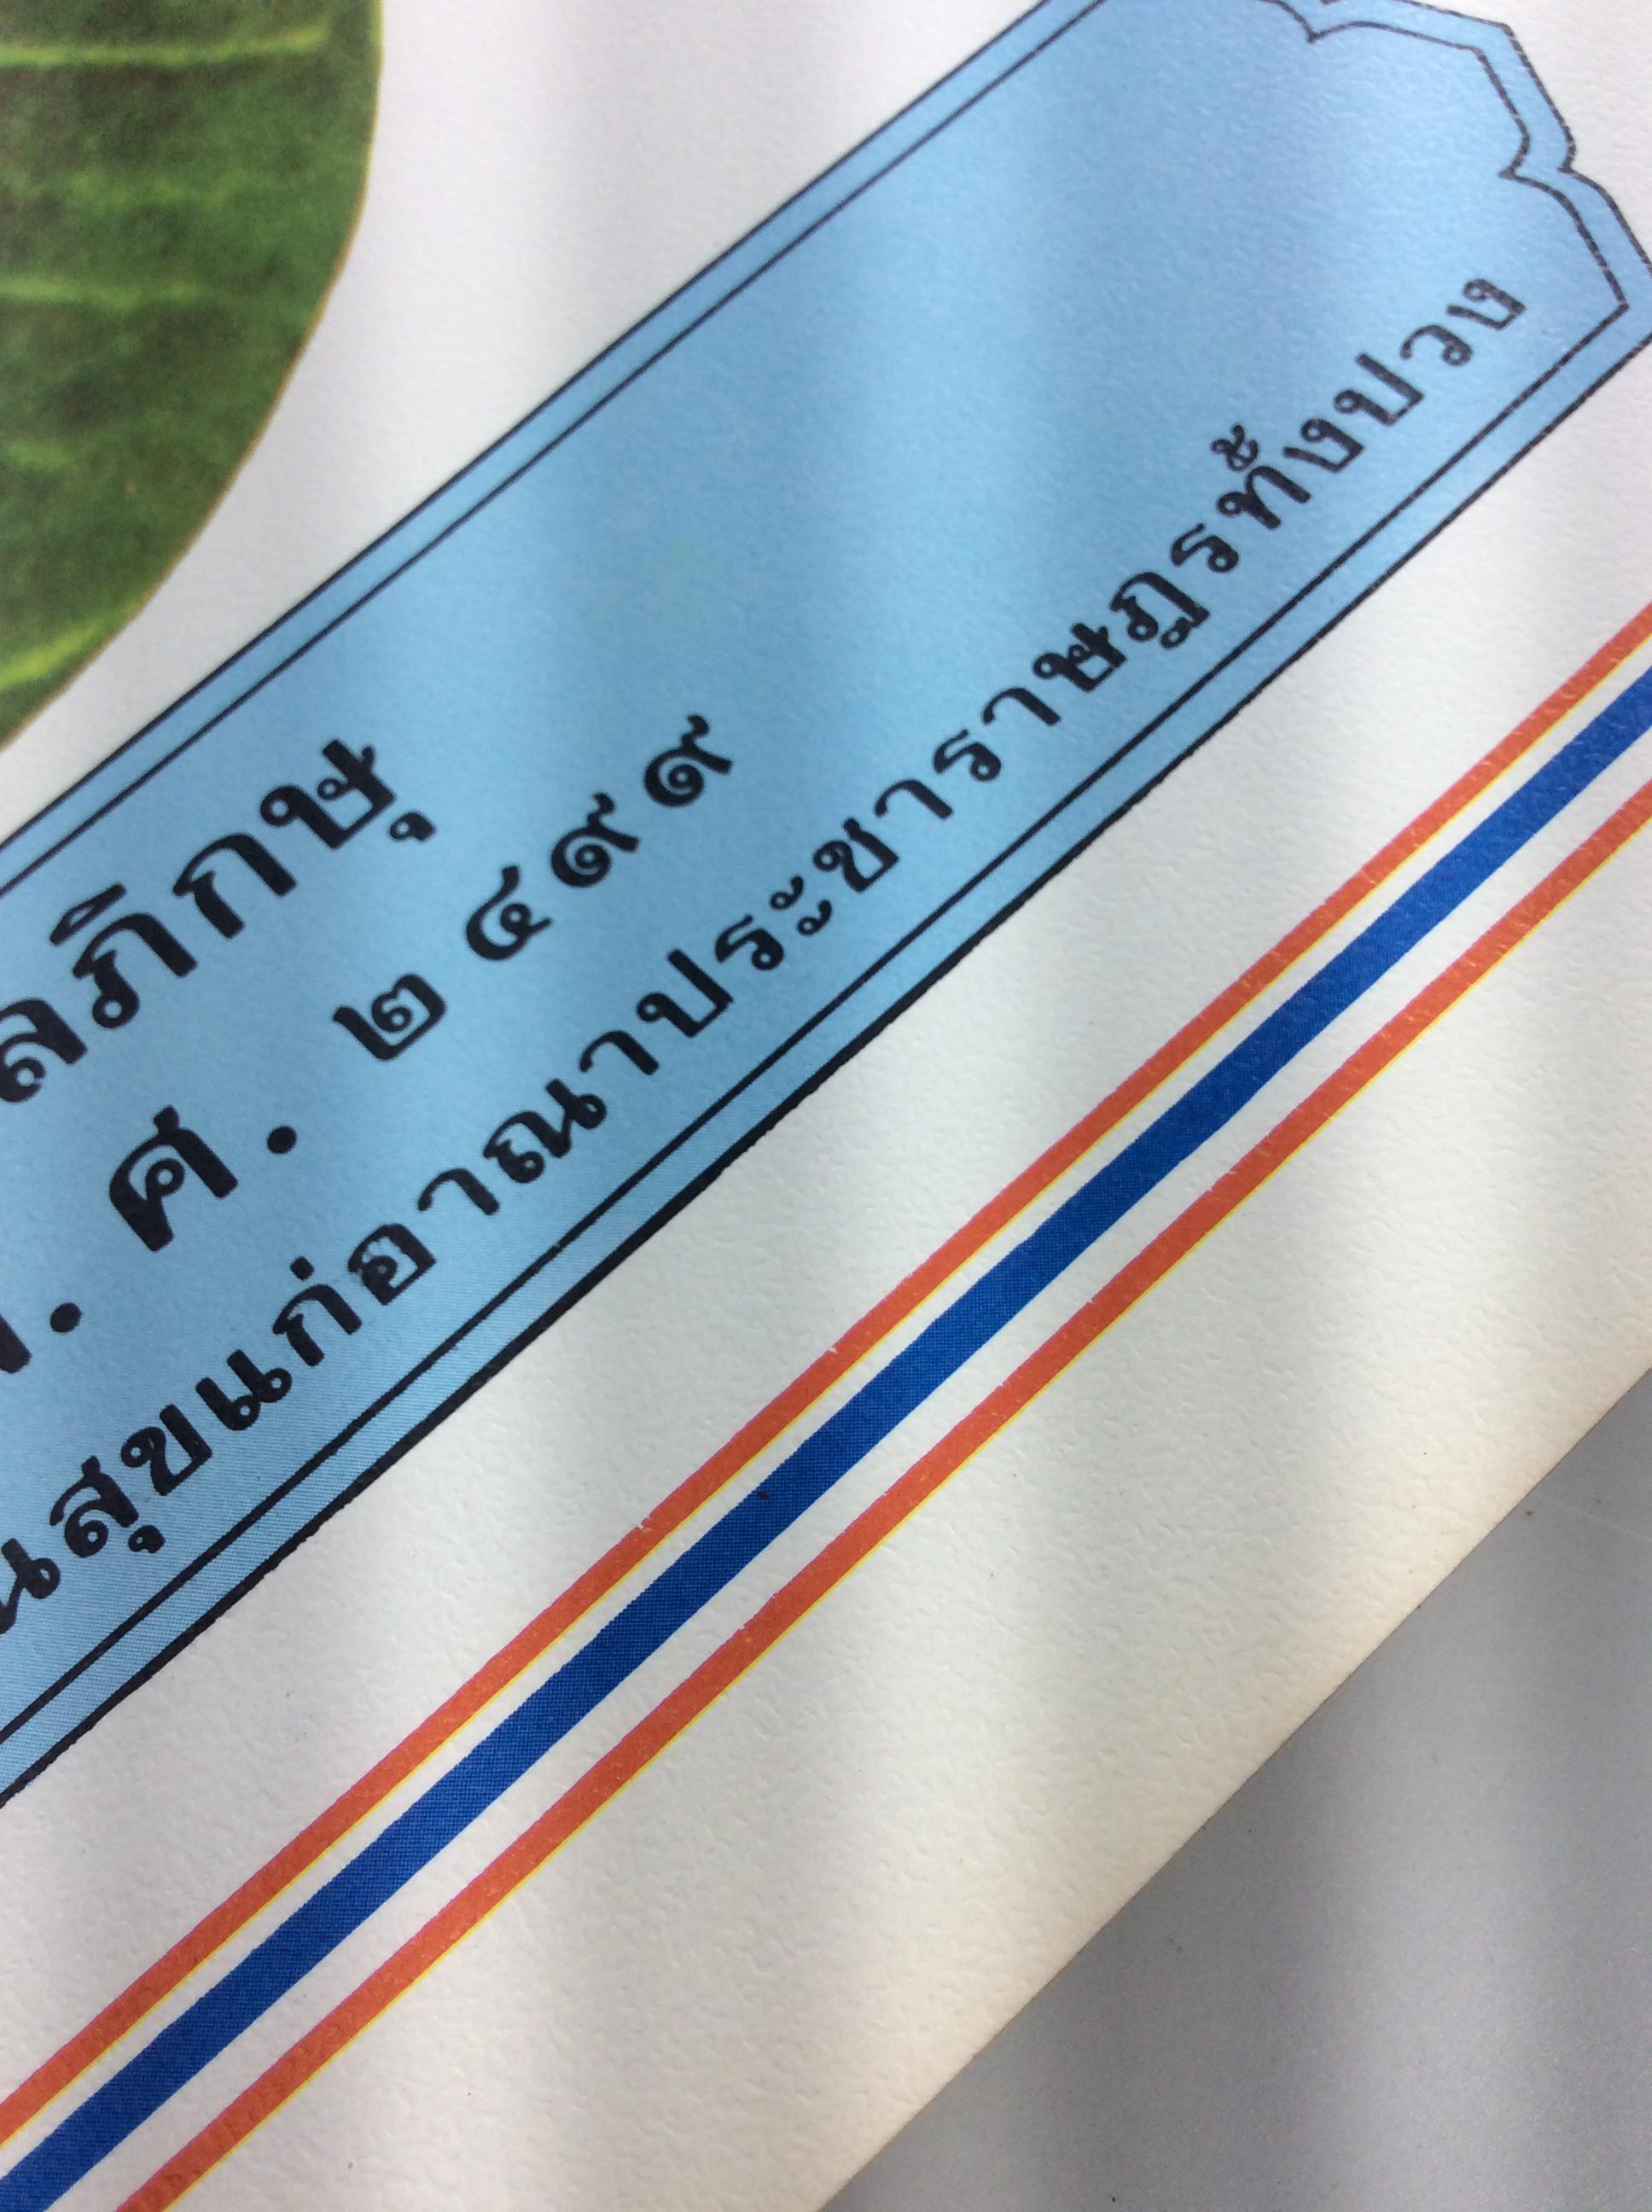 ลภิกษุ
. ศ. ๒๔๙๙
นสุขแก่อาณาประชาราษฎรทั้งปวง